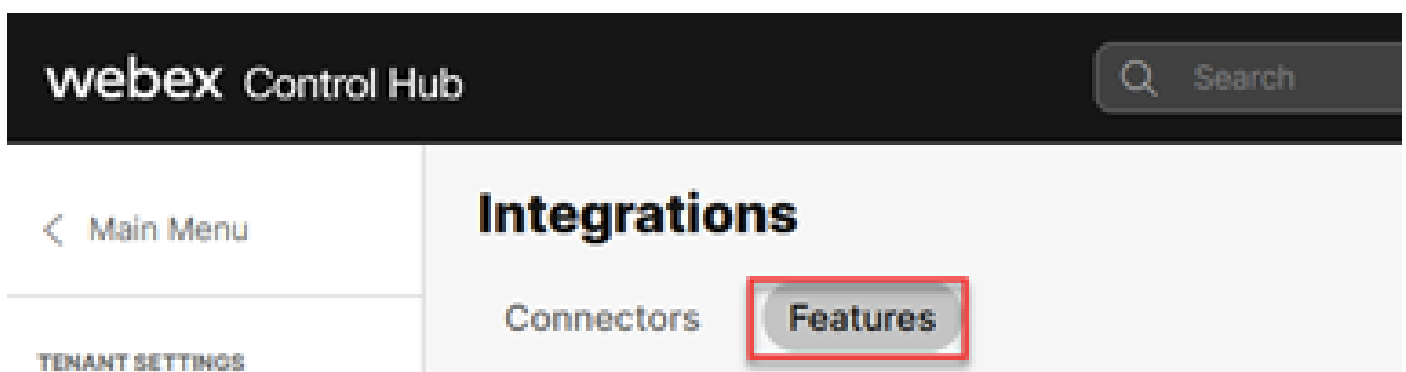 webex Control Hub
Search
Main Menu
Integrations
Connectors
Features
TENANT SETTINGS